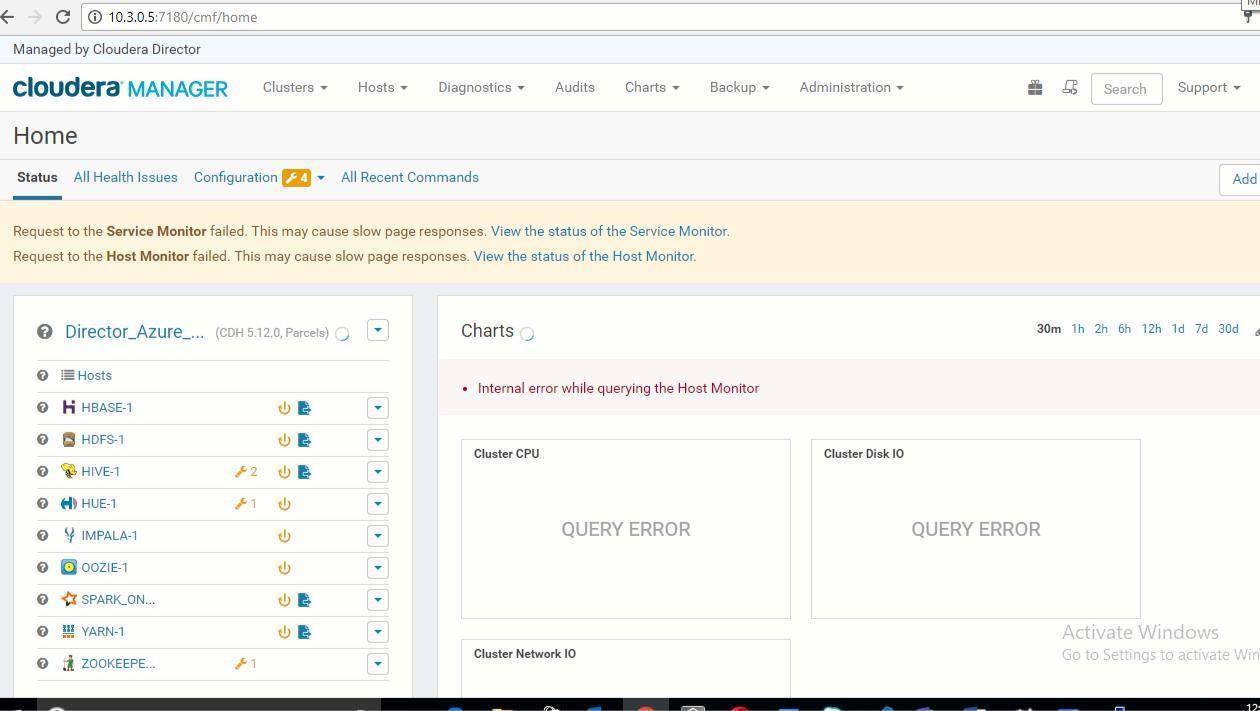 10.3.0.5:7180/cmf/home
Managed by Cloudera Director
cloudera MANAGER Clusters Hosts Diagnostics Audits Charts Backup Administration Search Support
Home
Status All Health Issues Configuration 4 All Recent Commands Add
Request to the Service Monitor failed. This may cause slow page responses. View the status of the Service Monitor.
Request to the Host Monitor failed. This may cause slow page responses. View the status of the Host Monitor.
Director_Azure_... (CDH 5.12.0, Parcels)
Hosts
HBASE-1
HDFS-1
HIVE-1 2
HUE-1 1
IMPALA-1
OOZIE-1
SPARK_ON...
YARN-1
ZOOKEEPE... 1
Charts 30m 1h 2h 6h 12h 1d 7d 30d
Internal error while querying the Host Monitor
Cluster CPU
QUERY ERROR
Cluster Disk IO
QUERY ERROR
Cluster Network IO
Activate Windows
Go to Settings to activate Win